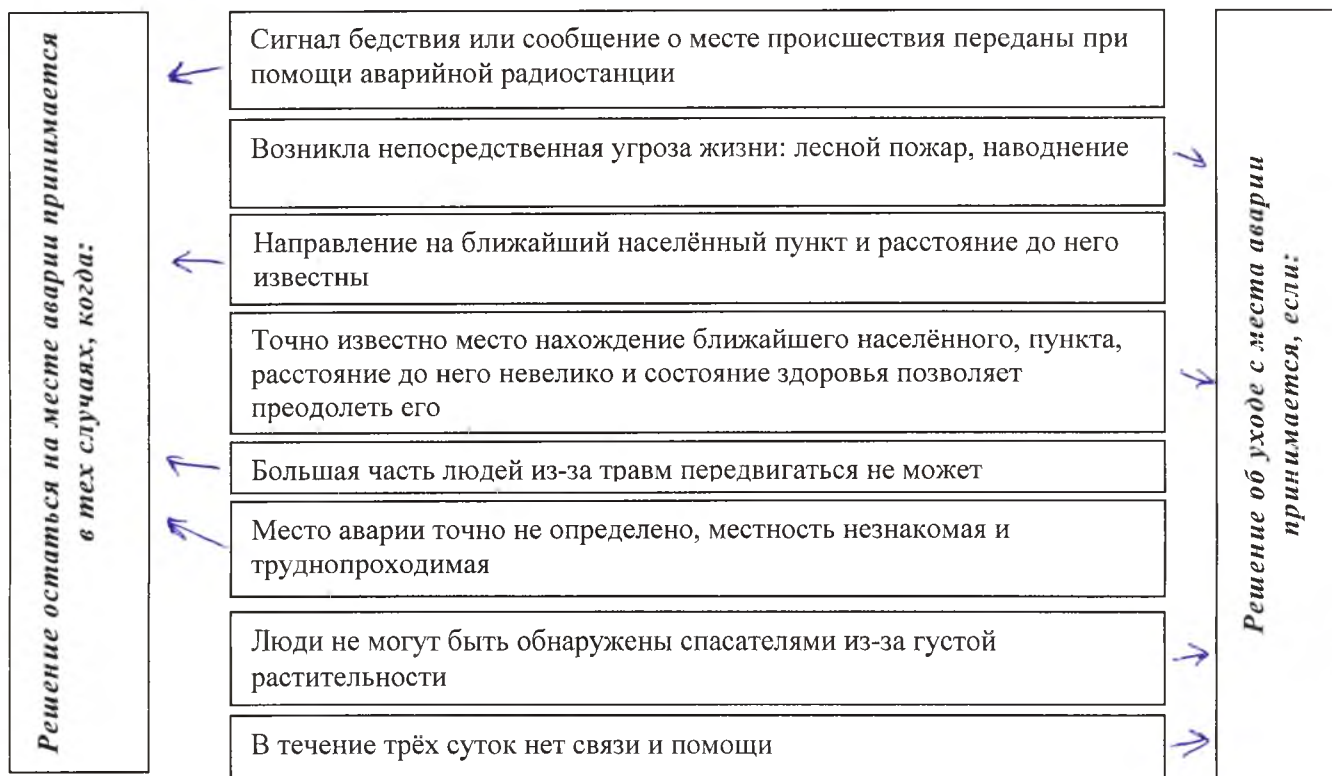 Решение остаться на месте аварии принимается
в тех случаях, когда:
Сигнал бедствия или сообщение о месте происшествия переданы при
помощи аварийной радиостанции
Возникла непосредственная угроза жизни: лесной пожар, наводнение
Направление на ближайший населённый пункт и расстояние до него
известны
Точно известно место нахождение ближайшего населённого, пункта,
расстояние до него невелико и состояние здоровья позволяет
преодолеть его
Большая часть людей из-за травм передвигаться не может
Место аварии точно не определено, местность незнакомая и
труднопроходимая
Люди не могут быть обнаружены спасателями из-за густой
растительности
В течение трёх суток нет связи и помощи
Решение об уходе с места аварии
принимается, если: